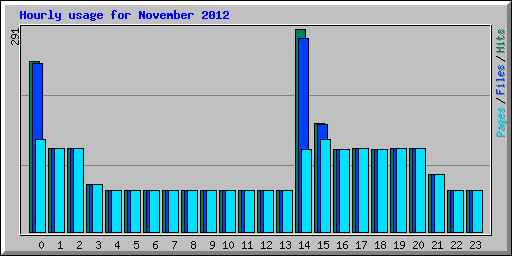 Hourly usage for November 2012
291
Pages/Files/Hits
0 1 2 3 4 5 6 7 8 9 10 11 12 13 14 15 16 17 18 19 20 21 22 23